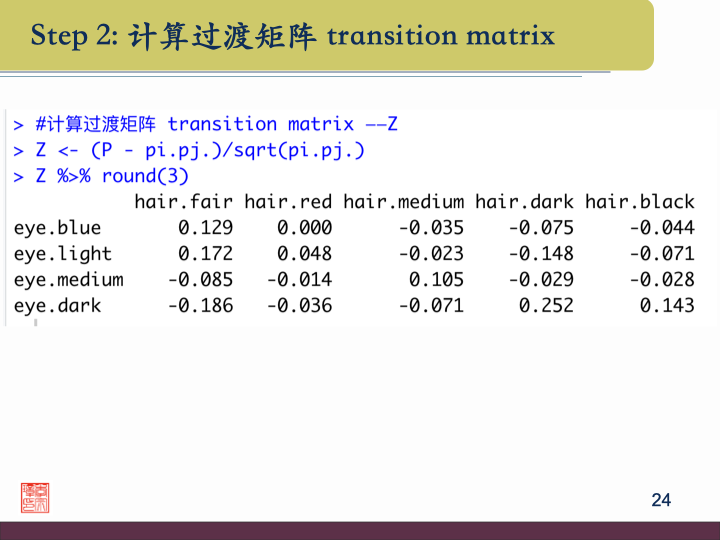 Step 2: 计算过渡矩阵 transition matrix
> #计算过渡矩阵 transition matrix ——Z
> Z <- (P - pi.pj.)/sqrt(pi.pj.)
> Z %>% round(3)
hair.fair hair.red hair.medium hair.dark hair.black
eye.blue 0.129 0.000 -0.035 -0.075 -0.044
eye.light 0.172 0.048 -0.023 -0.148 -0.071
eye.medium -0.085 -0.014 0.105 -0.029 -0.028
eye.dark -0.186 -0.036 -0.071 0.252 0.143
24